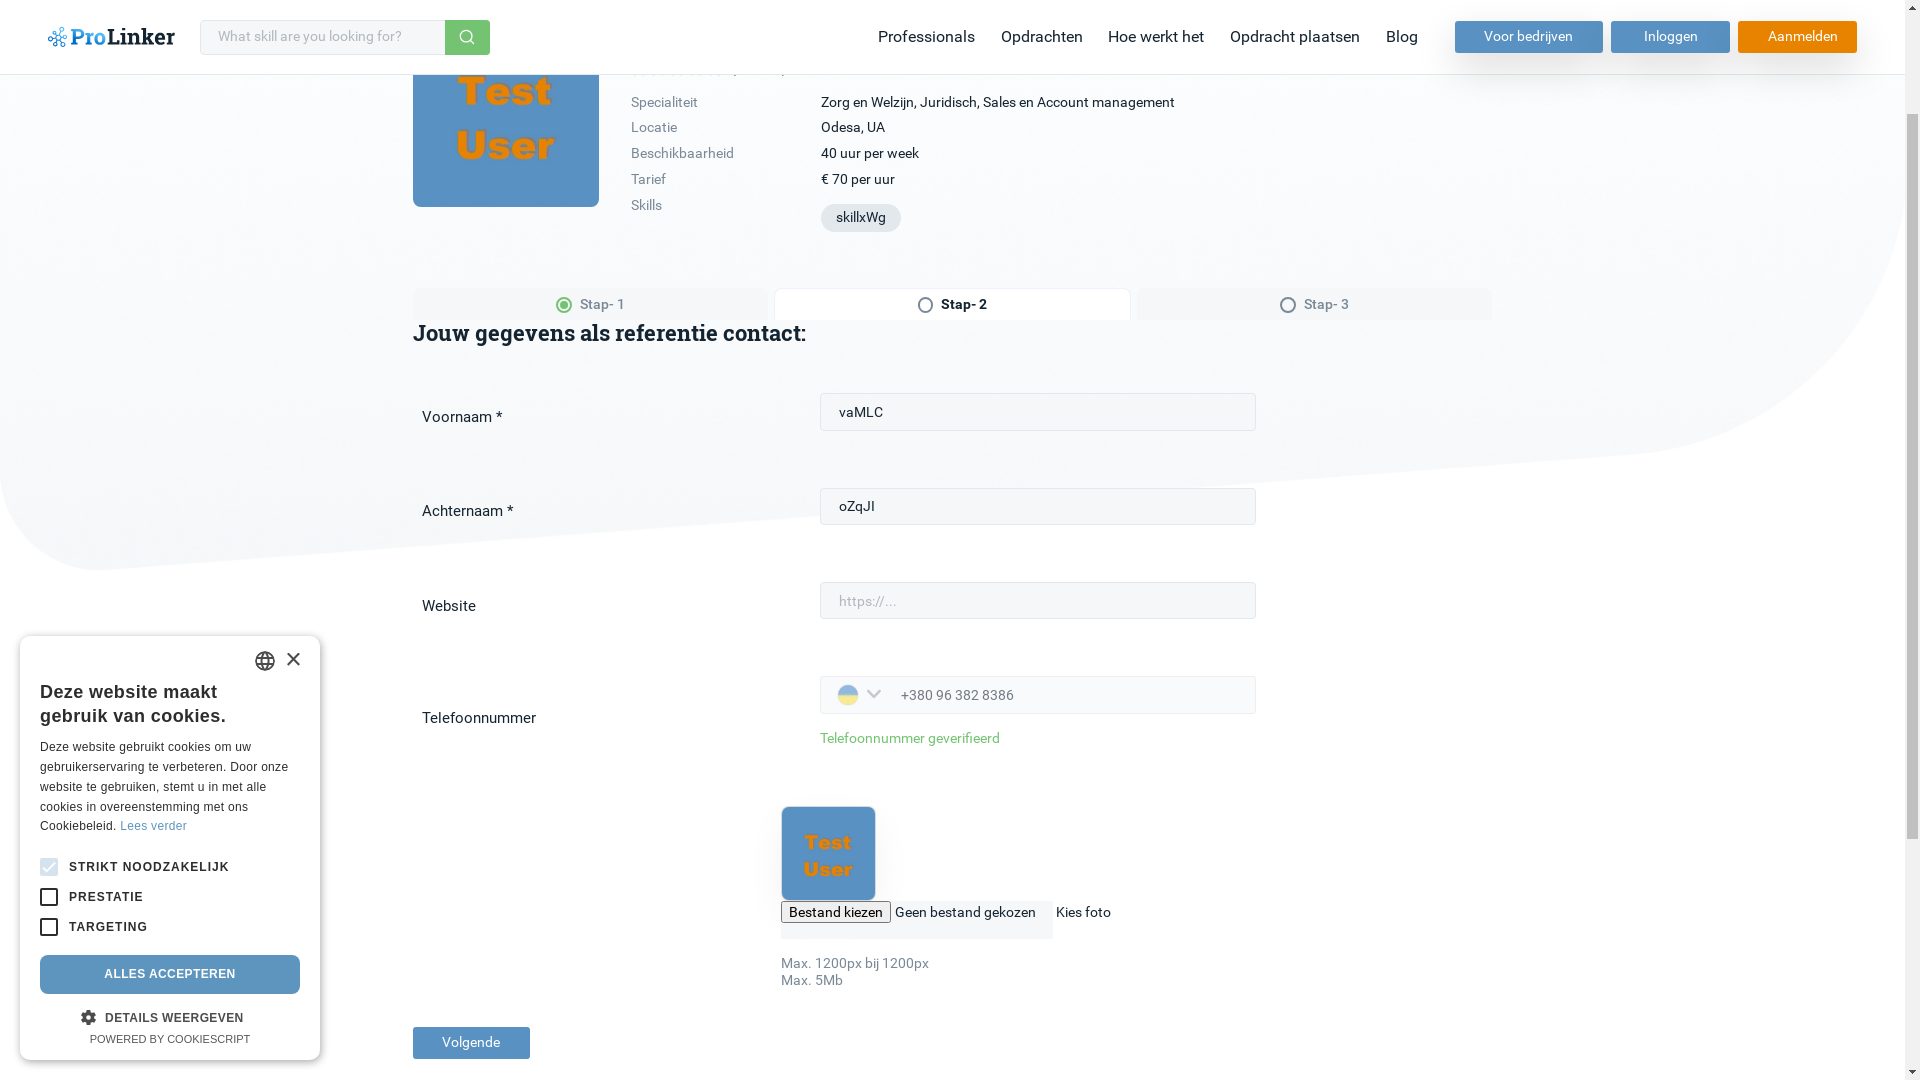 ProLinker
What skill are you looking for?
Professionals
Opdrachten
Hoe werkt het
Opdracht plaatsen
Blog
Voor bedrijven
Inloggen
Aanmelden
Test
User
Specialiteit
Zorg en Welzijn, Juridisch, Sales en Account management
Locatie
Odesa, UA
Beschikbaarheid
40 uur per week
Tarief
€ 70 per uur
Skills
skillxWg
Stap- 1
Stap- 2
Stap- 3
Jouw gegevens als referentie contact:
Voornaam *
vaMLC
Achternaam *
oZqJI
Website
https://...
Telefoonnummer
+380 96 382 8386
Telefoonnummer geverifieerd
Test
User
Bestand kiezen Geen bestand gekozen
Kies foto
Max. 1200px bij 1200px
Max. 5Mb
Volgende
×
Deze website maakt
gebruik van cookies.
Deze website gebruikt cookies om uw
gebruikerservaring te verbeteren. Door onze
website te gebruiken, stemt u in met alle
cookies in overeenstemming met ons
Cookiebeleid. Lees verder
STRIKT NOODZAKELIJK
PRESTATIE
TARGETING
ALLES ACCEPTEREN
DETAILS WEERGEVEN
POWERED BY COOKIESCRIPT